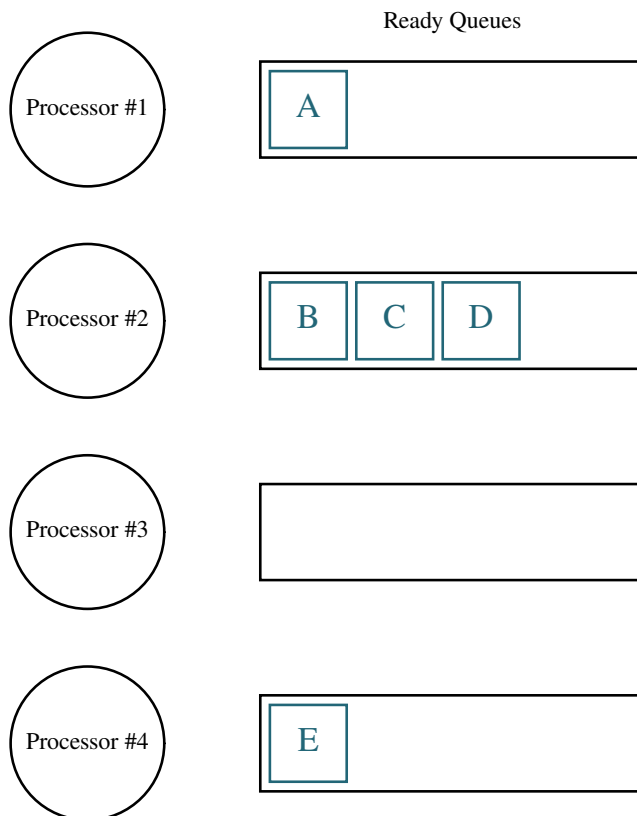 Ready Queues
Processor #1
A
Processor #2
B C D
Processor #3
Processor #4
E